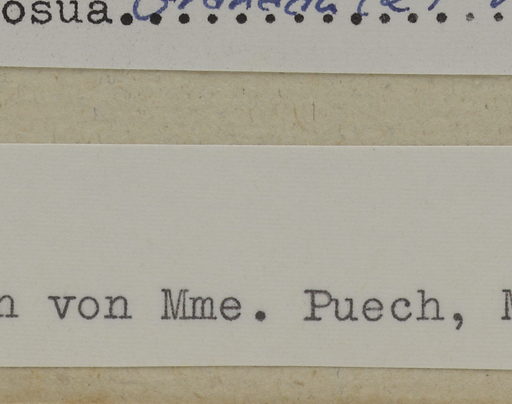 osua.
n von Mme. Puech, M